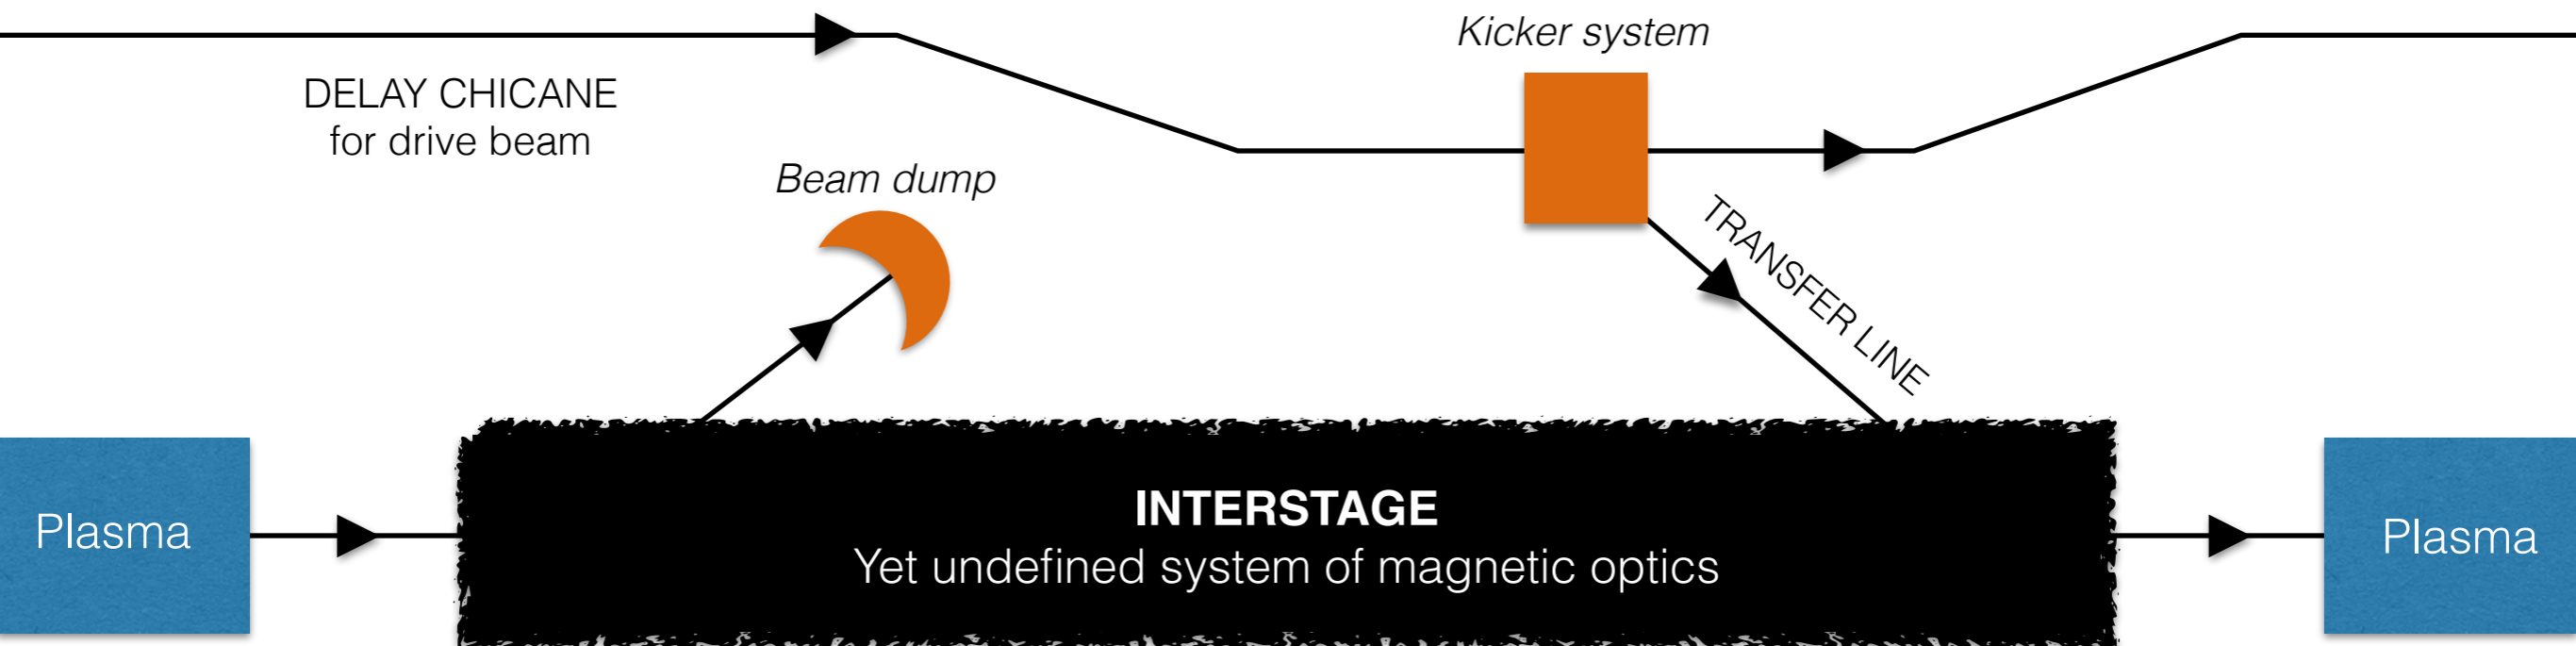 Kicker system
DELAY CHICANE
for drive beam
Beam dump
TRANSFER LINE
Plasma
INTERSTAGE
Yet undefined system of magnetic optics
Plasma